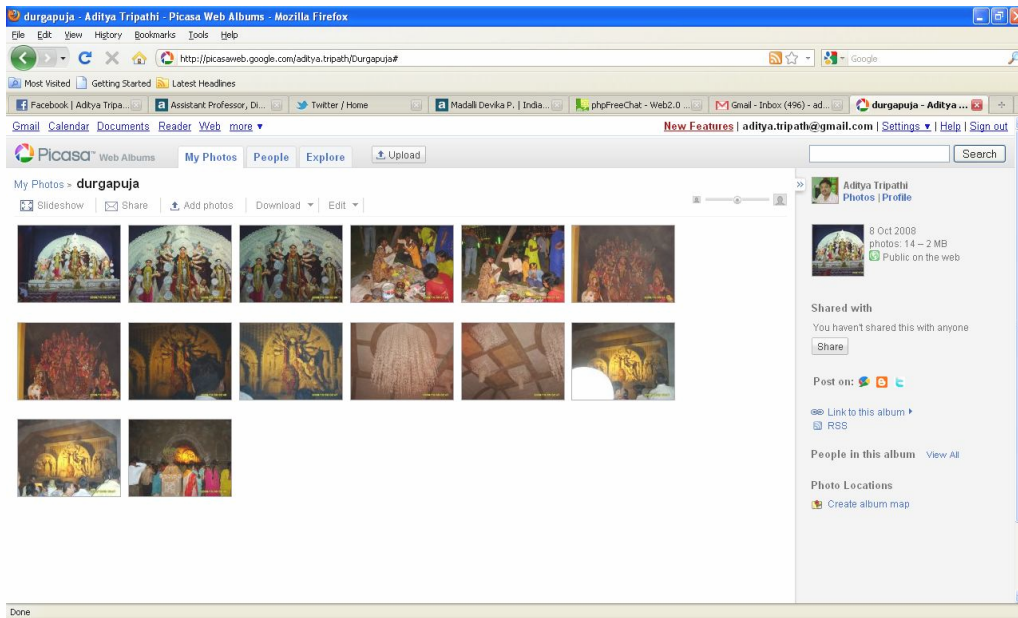 durgapuja - Aditya Tripathi - Picasa Web Albums - Mozilla Firefox
File Edit View History Bookmarks Tools Help
http://picasaweb.google.com/aditya.tripath/Durgapuja#
Google
Most Visited Getting Started Latest Headlines
Facebook | Aditya Tripa... Assistant Professor, Di... Twitter / Home Madalli Devika P. | India... phpFreeChat - Web2.0 ... Gmail - Inbox (496) - ad... durgapuja - Aditya ...
Gmail Calendar Documents Reader Web more ▼ New Features | aditya.tripath@gmail.com | Settings ▼ | Help | Sign out
Picasa™ Web Albums My Photos People Explore Upload Search
My Photos > durgapuja
Slideshow Share Add photos Download Edit
Aditya Tripathi
Photos | Profile
8 Oct 2008
photos: 14 – 2 MB
Public on the web
Shared with
You haven't shared this with anyone
Share
Post on:
Link to this album
RSS
People in this album View All
Photo Locations
Create album map
Done